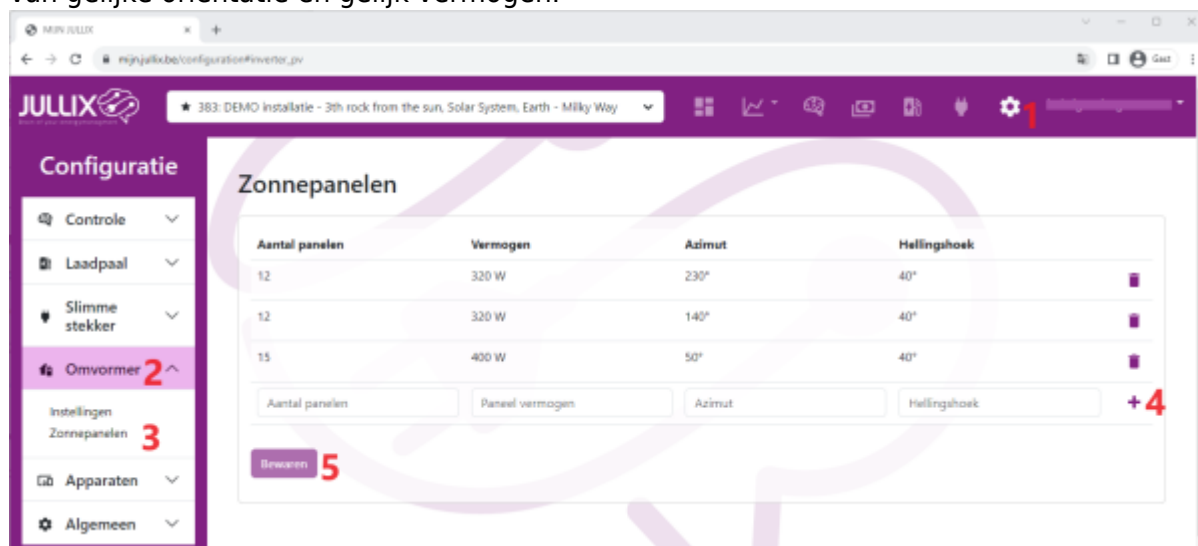 van gelijke oriëntatie en gelijk vermogen.
MIJN JULLIX
mijnjullix.be/configuration#inverter_pv
Gast
JULLIX
★ 383: DEMO installatie - 3th rock from the sun, Solar System, Earth - Milky Way
1
Configuratie
Zonnepanelen
Controle
Laadpaal
Slimme
stekker
Omvormer 2
Instellingen
Zonnepanelen 3
Apparaten
Algemeen
Aantal panelen Vermogen Azimut Hellingshoek
12 320 W 230° 40°
12 320 W 140° 40°
15 400 W 50° 40°
Aantal panelen Paneel vermogen Azimut Hellingshoek + 4
Bewaren 5